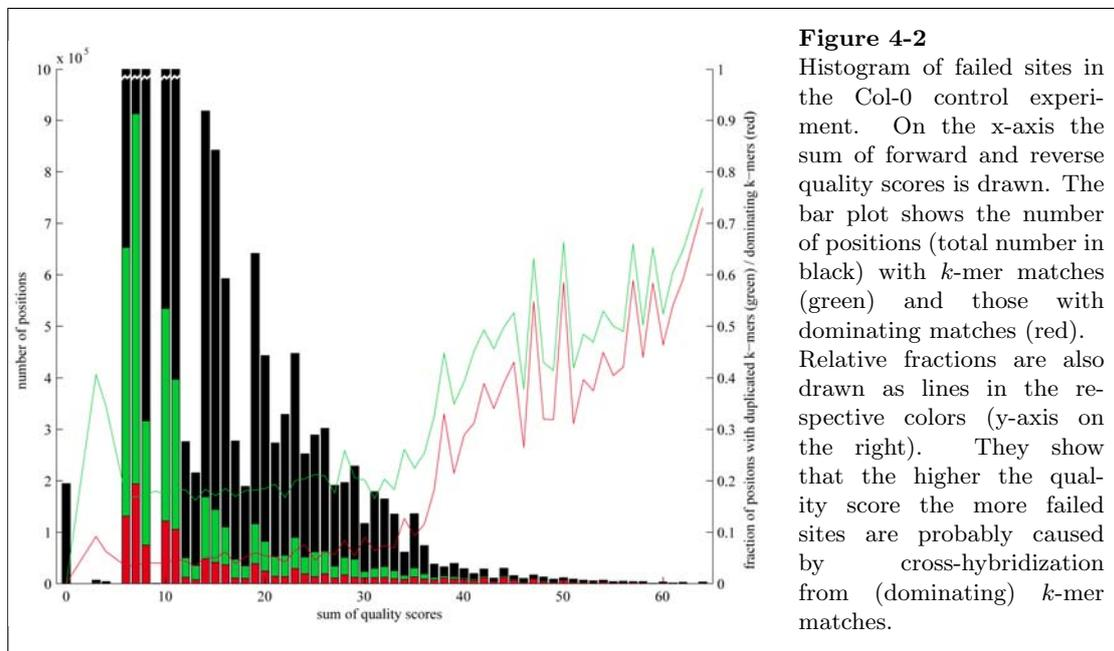 x 10^5
10
9
8
7
6
5
4
3
2
1
0
number of positions
0
10
20
30
40
50
60
sum of quality scores
1
0.9
0.8
0.7
0.6
0.5
0.4
0.3
0.2
0.1
0
fraction of positons with duplicated k−mers (green) / dominating k−mers (red)
Figure 4-2
Histogram of failed sites in
the Col-0 control experi-
ment. On the x-axis the
sum of forward and reverse
quality scores is drawn. The
bar plot shows the number
of positions (total number in
black) with k-mer matches
(green) and those with
dominating matches (red).
Relative fractions are also
drawn as lines in the re-
spective colors (y-axis on
the right). They show
that the higher the qual-
ity score the more failed
sites are probably caused
by cross-hybridization
from (dominating) k-mer
matches.